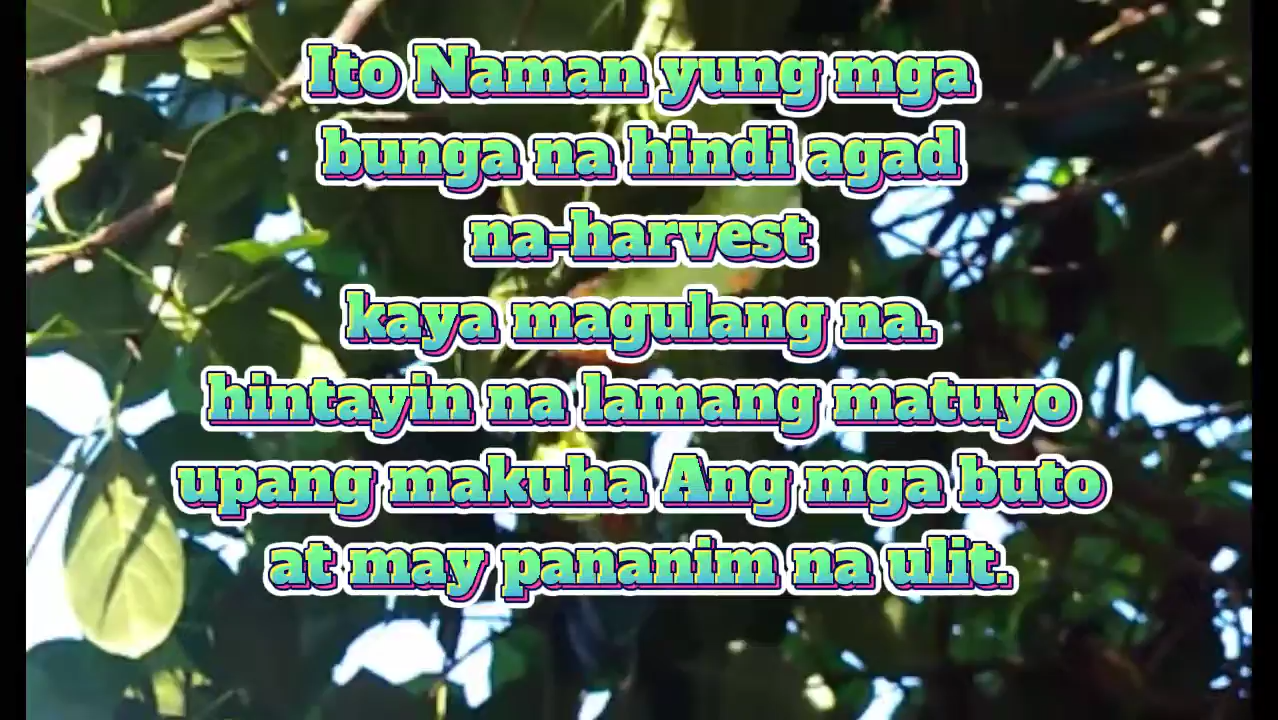 Ito Naman yung mga
bunga na hindi agad
na-harvest
kaya magulang na.
hintayin na lamang matuyo
upang makuha Ang mga buto
at may pananim na ulit.